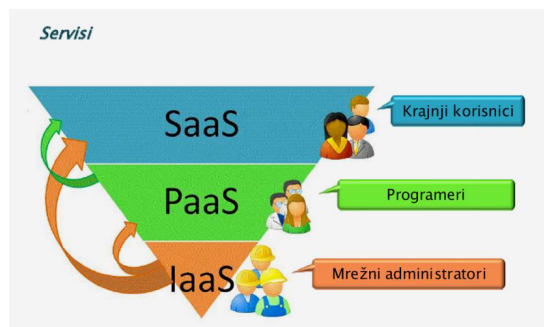 Servisi
SaaS
Krajnji korisnici
PaaS
Programeri
IaaS
Mrežni administratori